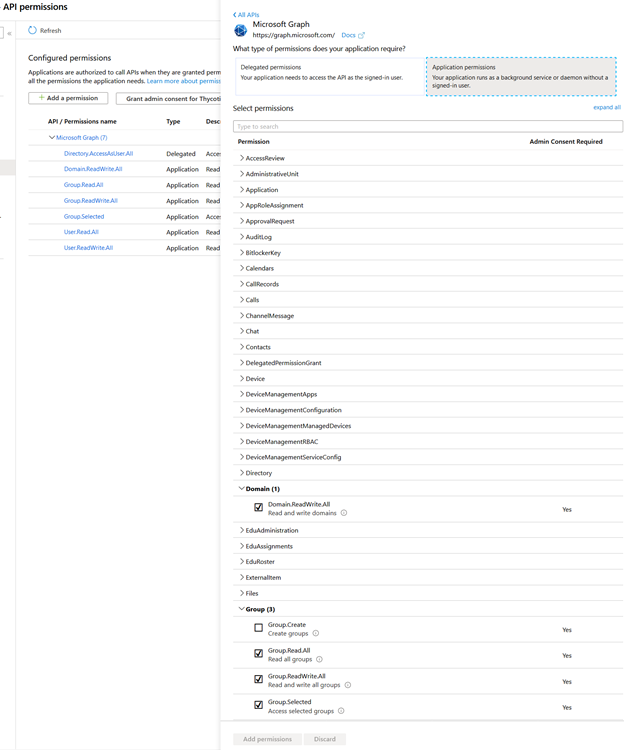 API permissions
Refresh
Configured permissions
Applications are authorized to call APIs when they are granted perm
all the permissions the application needs. Learn more about permiss
+ Add a permission
Grant admin consent for Thycoti
API / Permissions name Type Desc
Microsoft Graph (7)
Directory.AccessAsUser.All Delegated Acces
Domain.ReadWrite.All Application Read
Group.Read.All Application Read
Group.ReadWrite.All Application Read
Group.Selected Application Acces
User.Read.All Application Read
User.ReadWrite.All Application Read
All APIs
Microsoft Graph
https://graph.microsoft.com/ Docs
What type of permissions does your application require?
Delegated permissions
Your application needs to access the API as the signed-in user.
Application permissions
Your application runs as a background service or daemon without a
signed-in user.
Select permissions
expand all
Type to search
Permission Admin Consent Required
AccessReview
AdministrativeUnit
Application
AppRoleAssignment
ApprovalRequest
AuditLog
BitlockerKey
Calendars
CallRecords
Calls
ChannelMessage
Chat
Contacts
DelegatedPermissionGrant
Device
DeviceManagementApps
DeviceManagementConfiguration
DeviceManagementManagedDevices
DeviceManagementRBAC
DeviceManagementServiceConfig
Directory
Domain (1)
Domain.ReadWrite.All
Read and write domains
Yes
EduAdministration
EduAssignments
EduRoster
ExternalItem
Files
Group (3)
Group.Create
Create groups
Yes
Group.Read.All
Read all groups
Yes
Group.ReadWrite.All
Read and write all groups
Yes
Group.Selected
Access selected groups
Yes
Add permissions
Discard